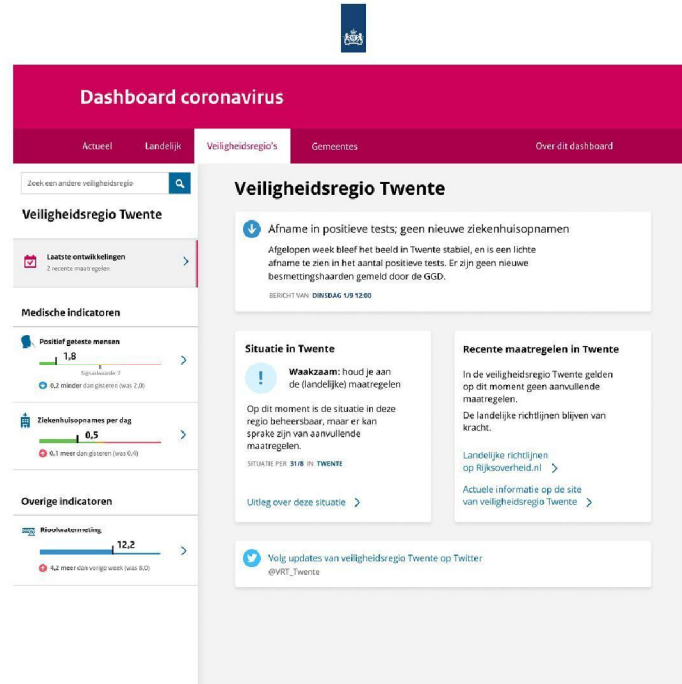 Dashboard coronavirus
Actueel
Landelijk
Veiligheidsregio's
Gemeentes
Over dit dashboard
Zoek een andere veiligheidsregio
Veiligheidsregio Twente
Laatste ontwikkelingen
2 recente maatregelen
Medische indicatoren
Positief geteste mensen
1,8
Signaalwaarde 7
0,2 minder dan gisteren (was 2,0)
Ziekenhuisopnames per dag
0,5
0,1 meer dan gisteren (was 0,4)
Overige indicatoren
Rioolwatermeting
12,2
4,2 meer dan vorige week (was 8,0)
Veiligheidsregio Twente
Afname in positieve tests; geen nieuwe ziekenhuisopnamen
Afgelopen week bleef het beeld in Twente stabiel, en is een lichte
afname te zien in het aantal positieve tests. Er zijn geen nieuwe
besmettingshaarden gemeld door de GGD.
BERICHT VAN DINSDAG 1/9 12:00
Situatie in Twente
Waakzaam: houd je aan
de (landelijke) maatregelen
Op dit moment is de situatie in deze
regio beheersbaar, maar er kan
sprake zijn van aanvullende
maatregelen.
SITUATIE PER 31/8 IN TWENTE
Uitleg over deze situatie
Recente maatregelen in Twente
In de veiligheidsregio Twente gelden
op dit moment geen aanvullende
maatregelen.
De landelijke richtlijnen blijven van
kracht.
Landelijke richtlijnen
op Rijksoverheid.nl
Actuele informatie op de site
van veiligheidsregio Twente
Volg updates van veiligheidsregio Twente op Twitter
@VRT_Twente